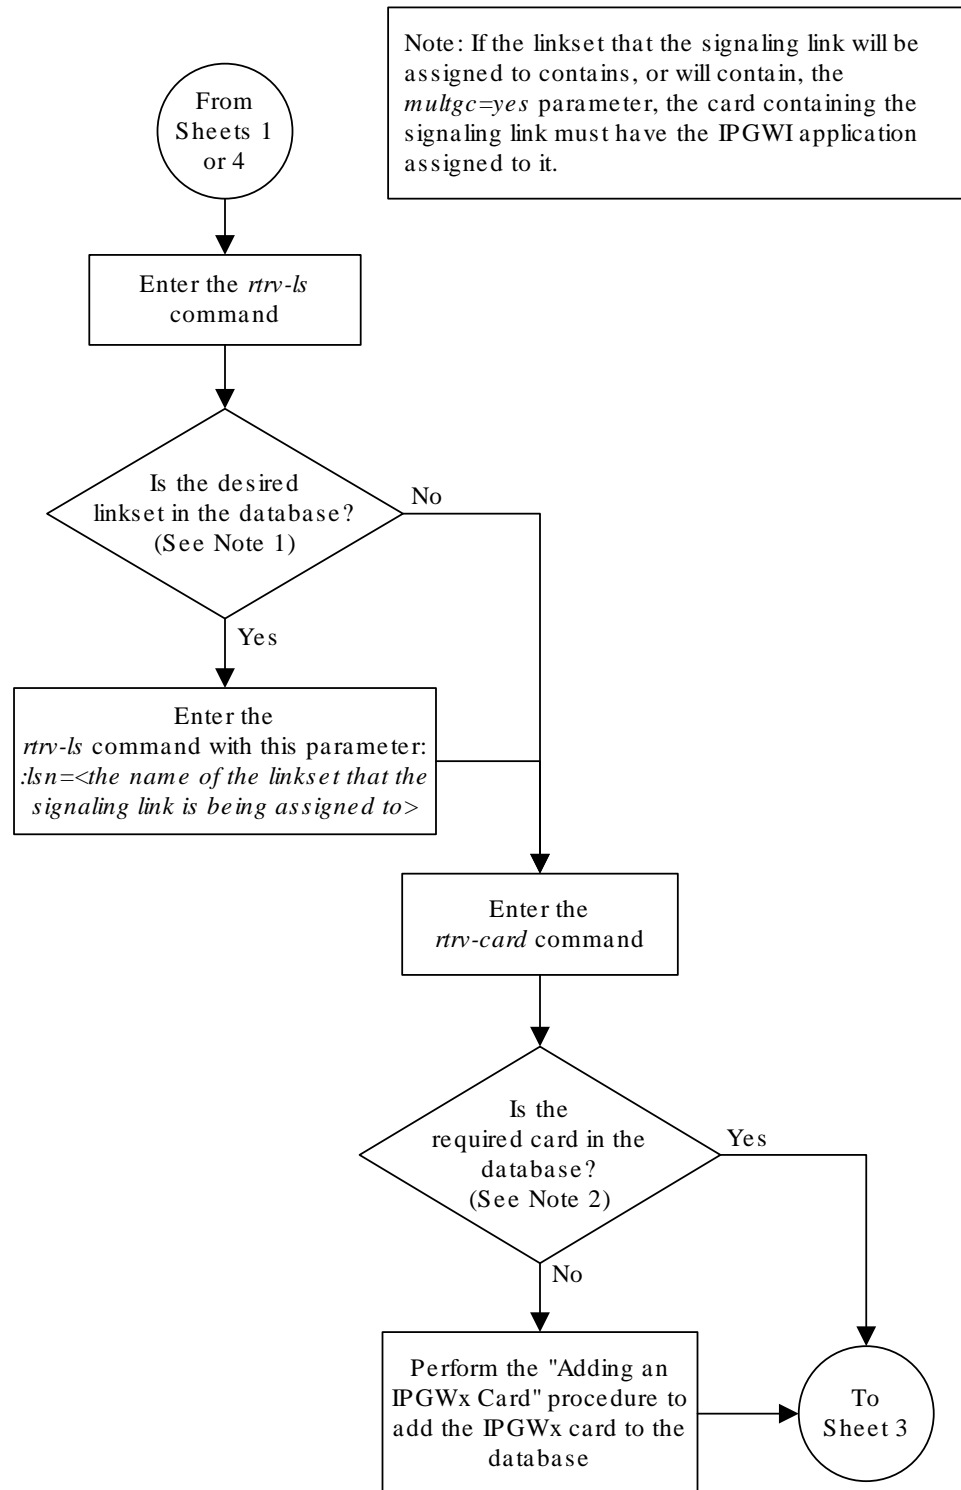 Note: If the linkset that the signaling link will be
assigned to contains, or will contain, the
multgc=yes parameter, the card containing the
signaling link must have the IPGWI application
assigned to it.
From
Sheets 1
or 4
Enter the rtrv-ls
command
Is the desired
linkset in the database?
(See Note 1)
No
Yes
Enter the
rtrv-ls command with this parameter:
:lsn=<the name of the linkset that the
signaling link is being assigned to>
Enter the
rtrv-card command
Is the
required card in the
database?
(See Note 2)
Yes
No
Perform the "Adding an
IPGWx Card" procedure to
add the IPGWx card to the
database
To
Sheet 3